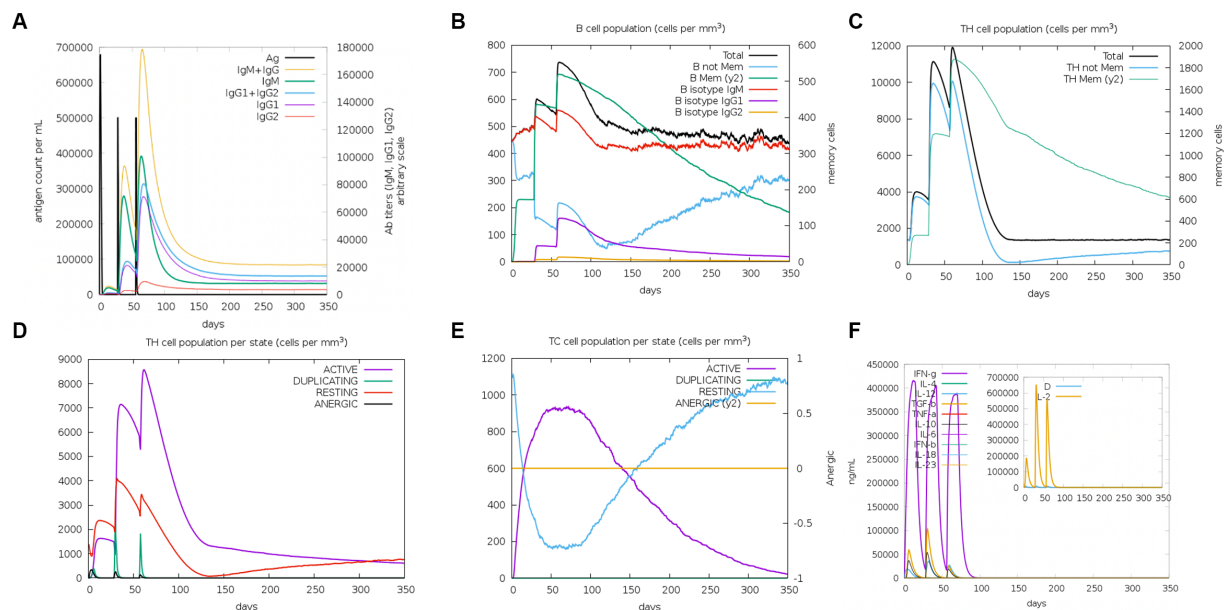 A
700000
600000
500000
400000
300000
200000
100000
0
antigen count per mL
Ag
IgM+IgG
IgM
IgG1+IgG2
IgG1
IgG2
180000
160000
140000
120000
100000
80000
60000
40000
20000
0
Ab titers (IgM, IgG1, IgG2)
arbitrary scale
0 50 100 150 200 250 300 350
days
B
B cell population (cells per mm³)
800
700
600
500
400
300
200
100
0
Total
B not Mem
B Mem (y2)
B isotype IgM
B isotype IgG1
B isotype IgG2
600
500
400
300
200
100
0
memory cells
0 50 100 150 200 250 300 350
days
C
TH cell population (cells per mm³)
12000
10000
8000
6000
4000
2000
0
Total
TH not Mem
TH Mem (y2)
2000
1800
1600
1400
1200
1000
800
600
400
200
0
memory cells
0 50 100 150 200 250 300 350
days
D
TH cell population per state (cells per mm³)
9000
8000
7000
6000
5000
4000
3000
2000
1000
0
ACTIVE
DUPLICATING
RESTING
ANERGIC
0 50 100 150 200 250 300 350
days
E
TC cell population per state (cells per mm³)
1200
1000
800
600
400
200
0
ACTIVE
DUPLICATING
RESTING
ANERGIC (y2)
1
0.5
0
-0.5
-1
Anergic
0 50 100 150 200 250 300 350
days
F
450000
400000
350000
300000
250000
200000
150000
100000
50000
0
ng/mL
IFN-g
IL-4
IL-12
TGF-b
TNF-a
IL-10
IL-6
IFN-b
IL-18
IL-23
700000
600000
500000
400000
300000
200000
100000
0
D
IL-2
0 50 100 150 200 250 300 350
0 50 100 150 200 250 300 350
days